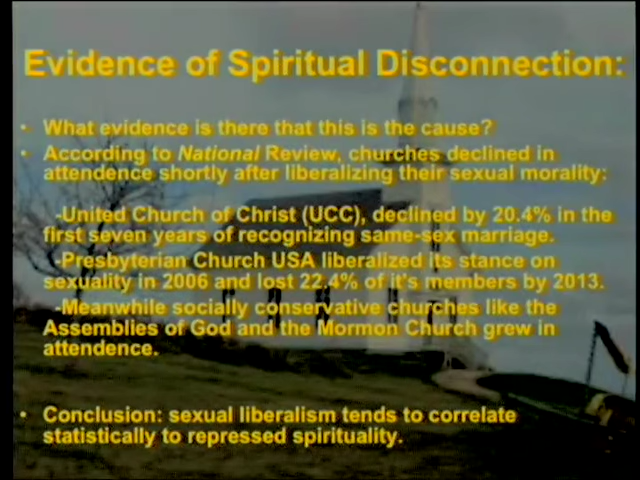 Evidence of Spiritual Disconnection:
• What evidence is there that this is the cause?
• According to National Review, churches declined in
attendence shortly after liberalizing their sexual morality:
-United Church of Christ (UCC), declined by 20.4% in the
first seven years of recognizing same-sex marriage.
-Presbyterian Church USA liberalized its stance on
sexuality in 2006 and lost 22.4% of it's members by 2013.
-Meanwhile socially conservative churches like the
Assemblies of God and the Mormon Church grew in
attendence.
• Conclusion: sexual liberalism tends to correlate
statistically to repressed spirituality.